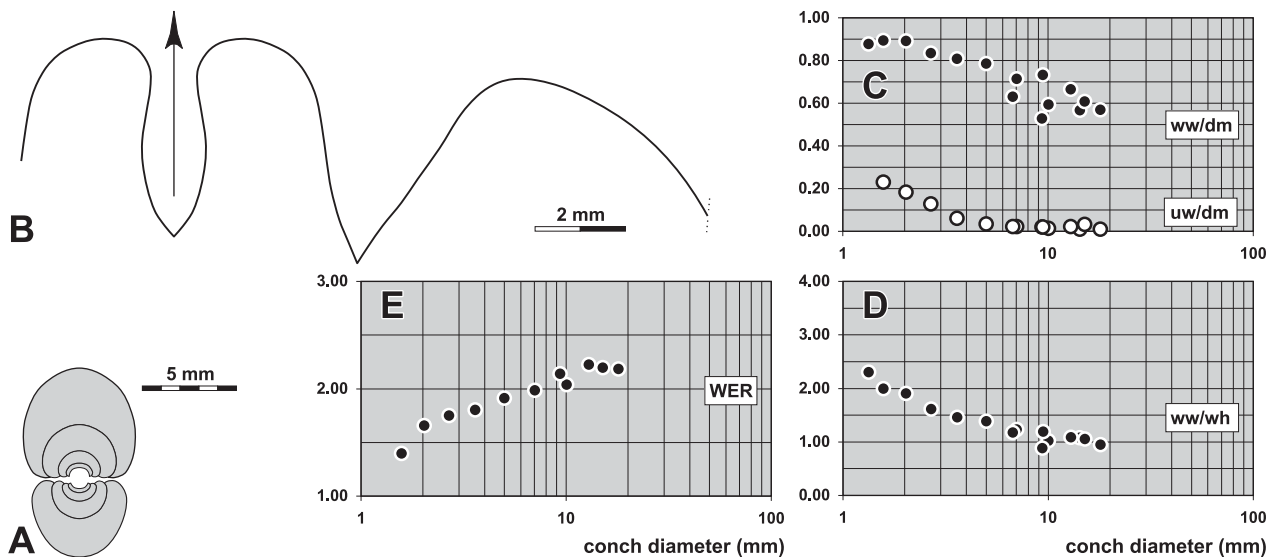 B
2 mm
A
5 mm
1.00
0.80
0.60
0.40
0.20
0.00
C
ww/dm
uw/dm
1 10 100
3.00
2.00
1.00
E
WER
1 10 100
conch diameter (mm)
4.00
3.00
2.00
1.00
0.00
D
ww/wh
1 10 100
conch diameter (mm)